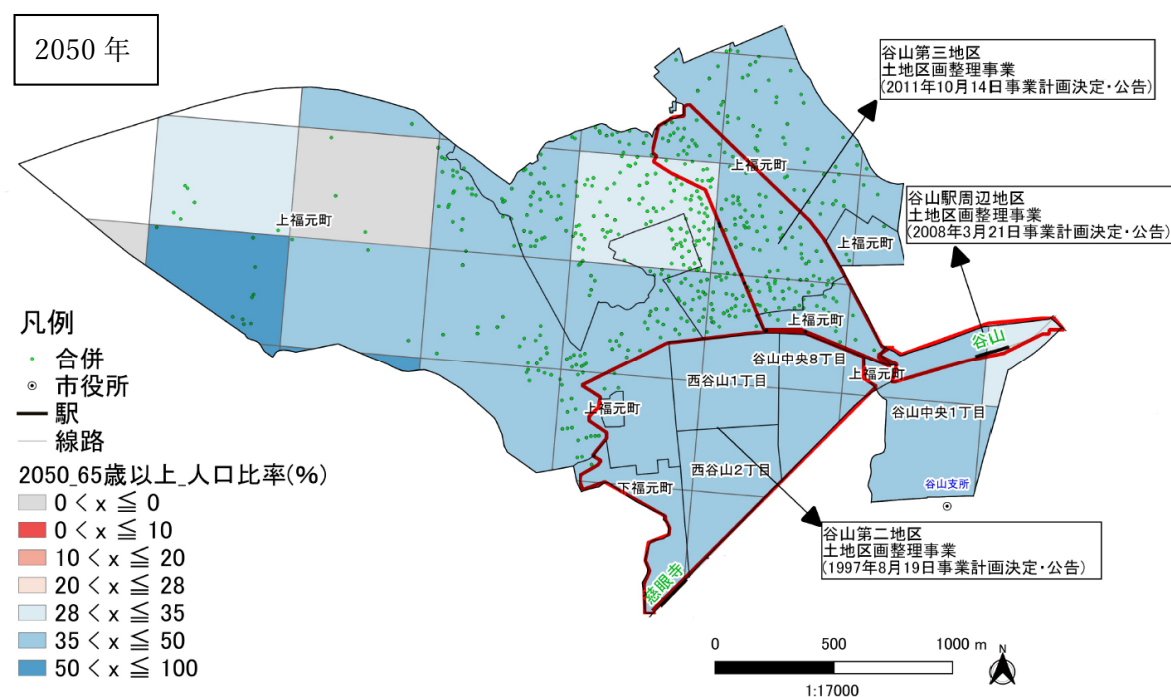 2050年
谷山第三地区
土地区画整理事業
(2011年10月14日事業計画決定・公告)
上福元町
谷山駅周辺地区
土地区画整理事業
(2008年3月21日事業計画決定・公告)
上福元町
上福元町
谷山
上福元町
谷山中央8丁目
上福元町
西谷山1丁目
上福元町
谷山中央1丁目
西谷山2丁目
下福元町
谷山支所
谷山第二地区
土地区画整理事業
(1997年8月19日事業計画決定・公告)
慈眼寺
凡例
合併
市役所
駅
線路
2050_65歳以上_人口比率(%)
0 < x ≦ 0
0 < x ≦ 10
10 < x ≦ 20
20 < x ≦ 28
28 < x ≦ 35
35 < x ≦ 50
50 < x ≦ 100
0 500 1000 m
N
1:17000